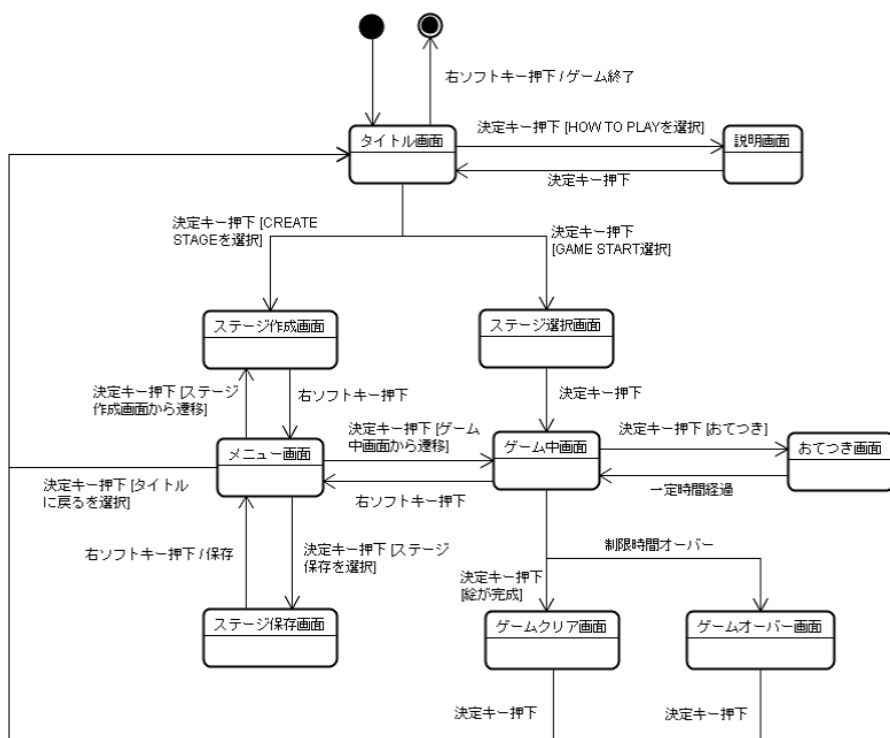 右ソフトキー押下 / ゲーム終了
決定キー押下 [HOW TO PLAYを選択]
タイトル画面
説明画面
決定キー押下
決定キー押下 [CREATE
STAGEを選択]
決定キー押下
[GAME START選択]
ステージ作成画面
ステージ選択画面
決定キー押下 [ステージ
作成画面から遷移]
右ソフトキー押下
決定キー押下
決定キー押下 [ゲーム
中画面から遷移]
決定キー押下 [おてつき]
メニュー画面
ゲーム中画面
おてつき画面
決定キー押下 [タイトル
に戻るを選択]
右ソフトキー押下
一定時間経過
右ソフトキー押下 / 保存
決定キー押下 [ステージ
保存を選択]
制限時間オーバー
決定キー押下
[絵が完成]
ステージ保存画面
ゲームクリア画面
ゲームオーバー画面
決定キー押下
決定キー押下